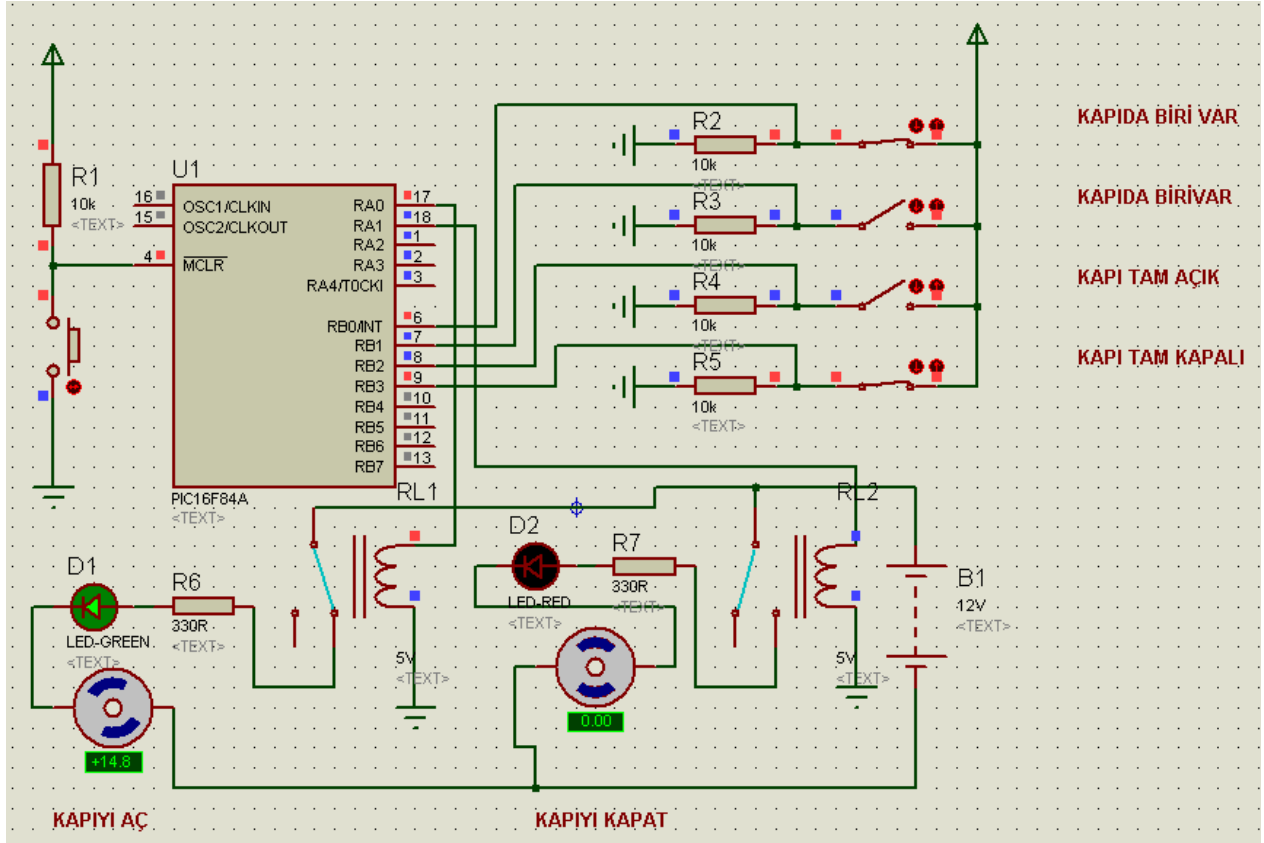 KAPIDA BİRİ VAR
R2
10k
<TEXT>
U1
R1
10k
<TEXT>
16
OSC1/CLKIN
15
OSC2/CLKOUT
4
MCLR
RA0
17
RA1
18
RA2
1
RA3
2
RA4/T0CKI
3
RB0/INT
6
RB1
7
RB2
8
RB3
9
RB4
10
RB5
11
RB6
12
RB7
13
PIC16F84A
<TEXT>
KAPIDA BİRİVAR
R3
10k
<TEXT>
KAPI TAM AÇIK
R4
10k
<TEXT>
KAPI TAM KAPALI
R5
10k
<TEXT>
RL1
5V
<TEXT>
RL2
5V
<TEXT>
D1
LED-GREEN
<TEXT>
R6
330R
<TEXT>
D2
LED-RED
<TEXT>
R7
330R
<TEXT>
B1
12V
<TEXT>
+14.8
0.00
KAPIYI AÇ
KAPIYI KAPAT